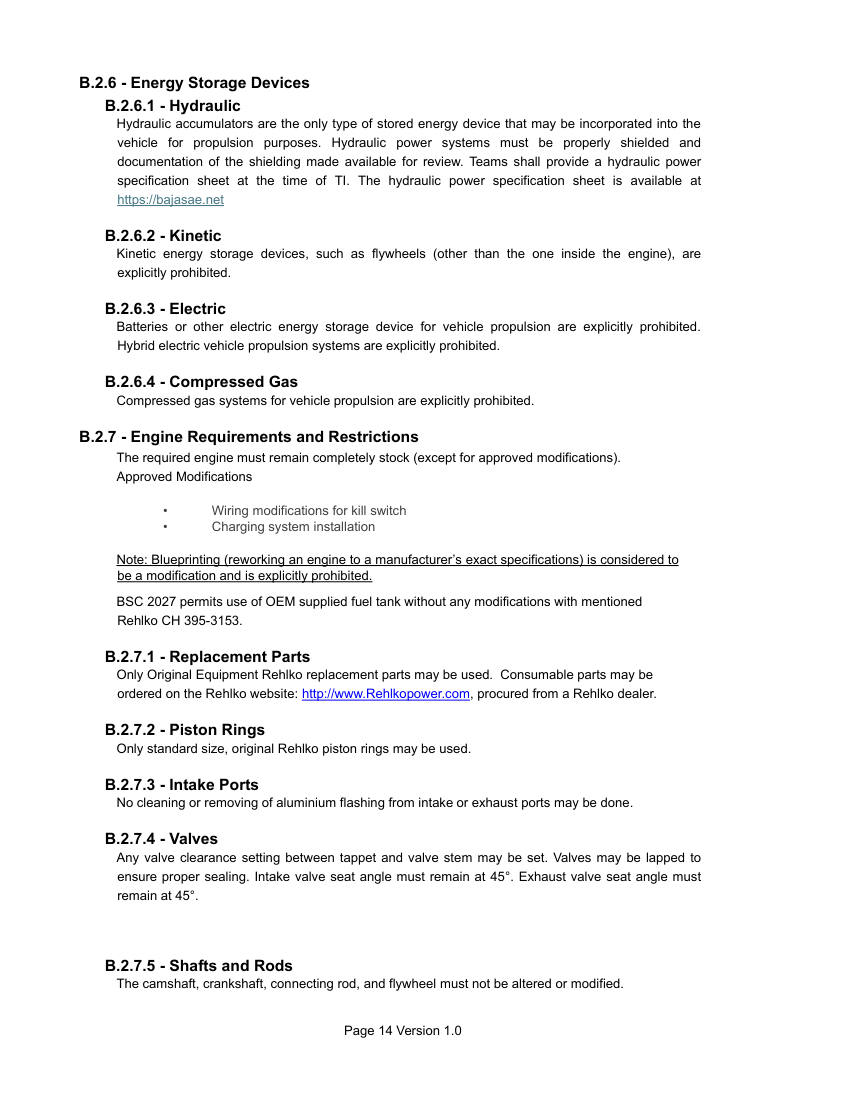 B.2.6 - Energy Storage Devices
B.2.6.1 - Hydraulic
Hydraulic accumulators are the only type of stored energy device that may be incorporated into the
vehicle for propulsion purposes. Hydraulic power systems must be properly shielded and
documentation of the shielding made available for review. Teams shall provide a hydraulic power
specification sheet at the time of TI. The hydraulic power specification sheet is available at
https://bajasae.net
B.2.6.2 - Kinetic
Kinetic energy storage devices, such as flywheels (other than the one inside the engine), are
explicitly prohibited.
B.2.6.3 - Electric
Batteries or other electric energy storage device for vehicle propulsion are explicitly prohibited.
Hybrid electric vehicle propulsion systems are explicitly prohibited.
B.2.6.4 - Compressed Gas
Compressed gas systems for vehicle propulsion are explicitly prohibited.
B.2.7 - Engine Requirements and Restrictions
The required engine must remain completely stock (except for approved modifications).
Approved Modifications
• Wiring modifications for kill switch
• Charging system installation
Note: Blueprinting (reworking an engine to a manufacturer’s exact specifications) is considered to
be a modification and is explicitly prohibited.
BSC 2027 permits use of OEM supplied fuel tank without any modifications with mentioned
Rehlko CH 395-3153.
B.2.7.1 - Replacement Parts
Only Original Equipment Rehlko replacement parts may be used. Consumable parts may be
ordered on the Rehlko website: http://www.Rehlkopower.com, procured from a Rehlko dealer.
B.2.7.2 - Piston Rings
Only standard size, original Rehlko piston rings may be used.
B.2.7.3 - Intake Ports
No cleaning or removing of aluminium flashing from intake or exhaust ports may be done.
B.2.7.4 - Valves
Any valve clearance setting between tappet and valve stem may be set. Valves may be lapped to
ensure proper sealing. Intake valve seat angle must remain at 45°. Exhaust valve seat angle must
remain at 45°.
B.2.7.5 - Shafts and Rods
The camshaft, crankshaft, connecting rod, and flywheel must not be altered or modified.
Page 14 Version 1.0